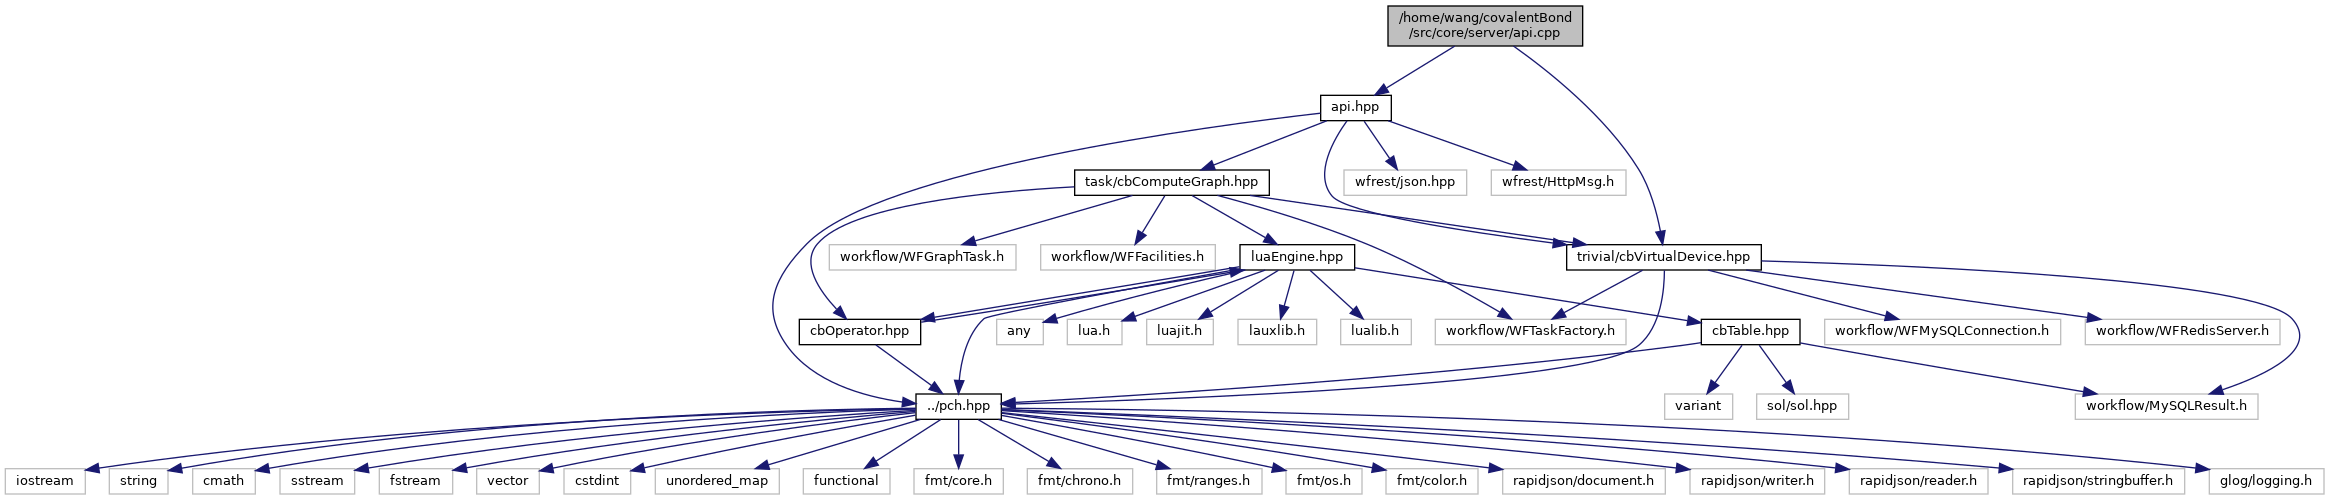 /home/wang/covalentBond
/src/core/server/api.cpp
api.hpp
task/cbComputeGraph.hpp
wfrest/json.hpp
wfrest/HttpMsg.h
workflow/WFGraphTask.h
workflow/WFFacilities.h
luaEngine.hpp
trivial/cbVirtualDevice.hpp
cbOperator.hpp
any
lua.h
luajit.h
lauxlib.h
lualib.h
workflow/WFTaskFactory.h
cbTable.hpp
workflow/WFMySQLConnection.h
workflow/WFRedisServer.h
../pch.hpp
variant
sol/sol.hpp
workflow/MySQLResult.h
iostream
string
cmath
sstream
fstream
vector
cstdint
unordered_map
functional
fmt/core.h
fmt/chrono.h
fmt/ranges.h
fmt/os.h
fmt/color.h
rapidjson/document.h
rapidjson/writer.h
rapidjson/reader.h
rapidjson/stringbuffer.h
glog/logging.h